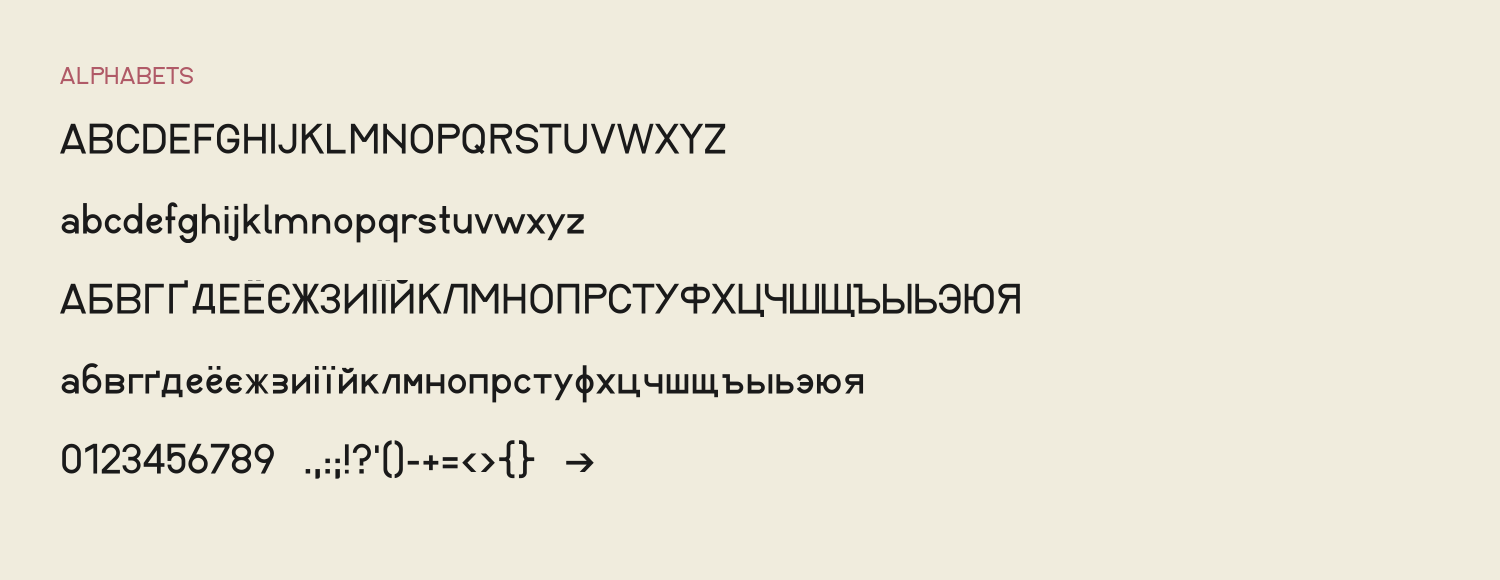 ALPHABETS
ABCDEFGHIJKLMNOPQRSTUVWXYZ
abcdefghijklmnopqrstuvwxyz
АБВГҐДЕЁЄЖЗИІЇЙКЛМНОПРСТУФХЦЧШЩЪЫЬЭЮЯ
абвгґдеёєжзиіїйклмнопрстуфхцчшщъыьэюя
0123456789 .,:;!?'()-+=<>{} →